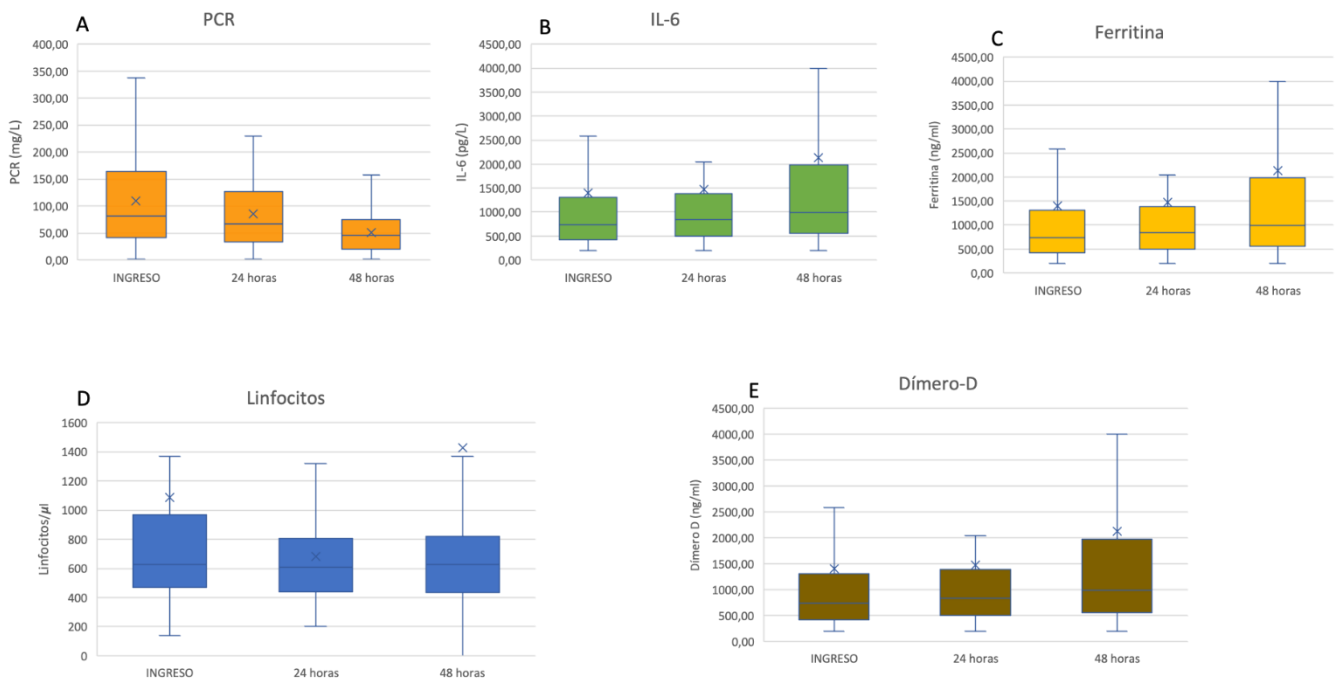 A
PCR
PCR (mg/L)
400,00
350,00
300,00
250,00
200,00
150,00
100,00
50,00
0,00
INGRESO 24 horas 48 horas
B
IL-6
IL-6 (pg/L)
4500,00
4000,00
3500,00
3000,00
2500,00
2000,00
1500,00
1000,00
500,00
0,00
INGRESO 24 horas 48 horas
C
Ferritina
Ferritina (ng/ml)
4500,00
4000,00
3500,00
3000,00
2500,00
2000,00
1500,00
1000,00
500,00
0,00
INGRESO 24 horas 48 horas
D
Linfocitos
Linfocitos/µl
1600
1400
1200
1000
800
600
400
200
0
INGRESO 24 horas 48 horas
E
Dímero-D
Dímero D (ng/ml)
4500,00
4000,00
3500,00
3000,00
2500,00
2000,00
1500,00
1000,00
500,00
0,00
INGRESO 24 horas 48 horas